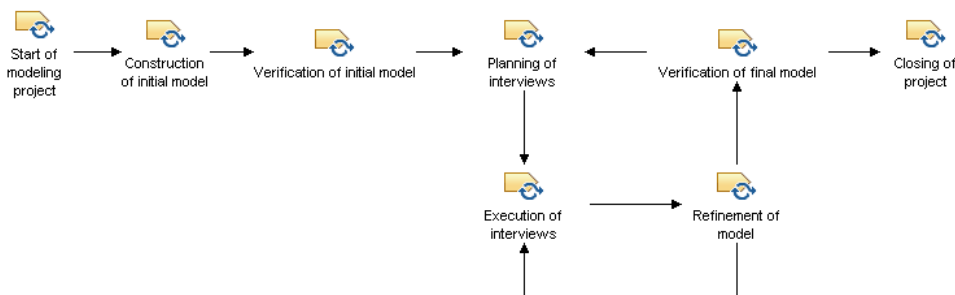 Start of
modeling
project
Construction
of initial model
Verification of initial model
Planning of
interviews
Verification of final model
Closing of
project
Execution of
interviews
Refinement of
model